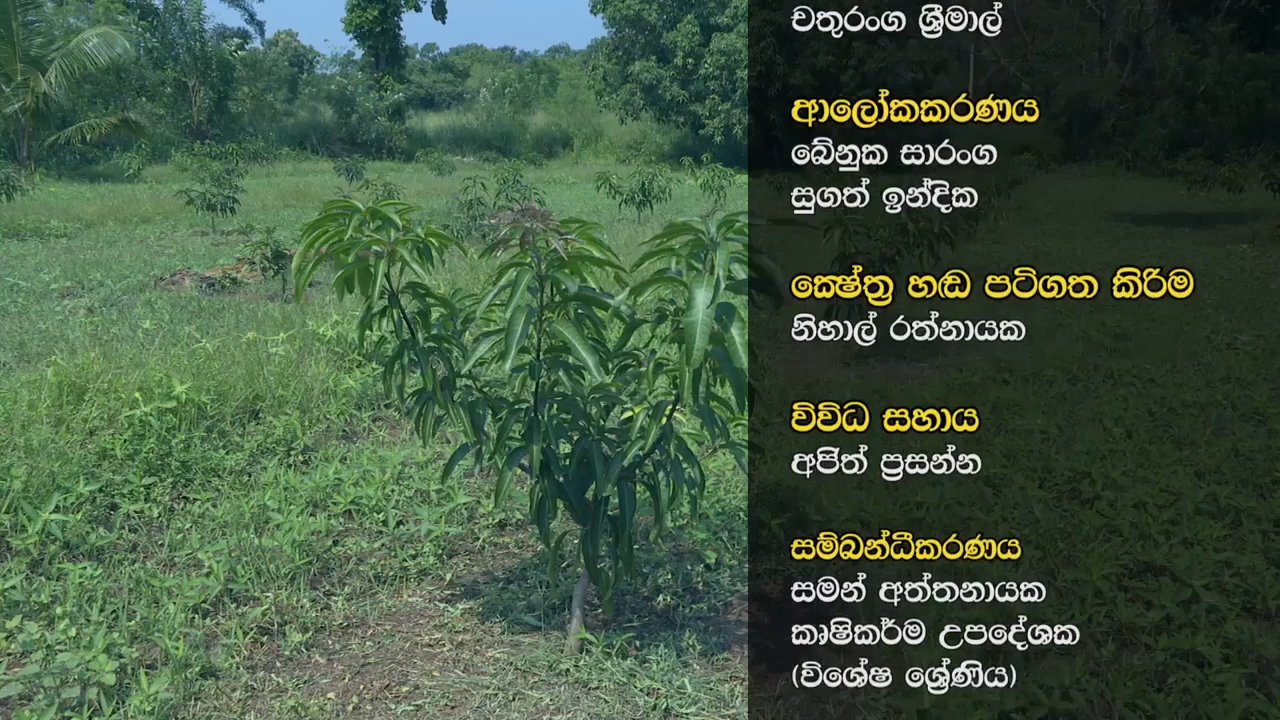 චතුරංග ශ්‍රීමාල්
ආලෝකකරණය
බේනුක සාරංග
සුගත් ඉන්දික
ක්‍ෂේත්‍ර හඬ පටිගත කිරිම
නිහාල් රත්නායක
විවිධ සහාය
අජිත් ප්‍රසන්න
සම්බන්ධීකරණය
සමන් අත්තනායක
කෘෂිකර්ම උපදේශක
(විශේෂ ශ්‍රේණිය)